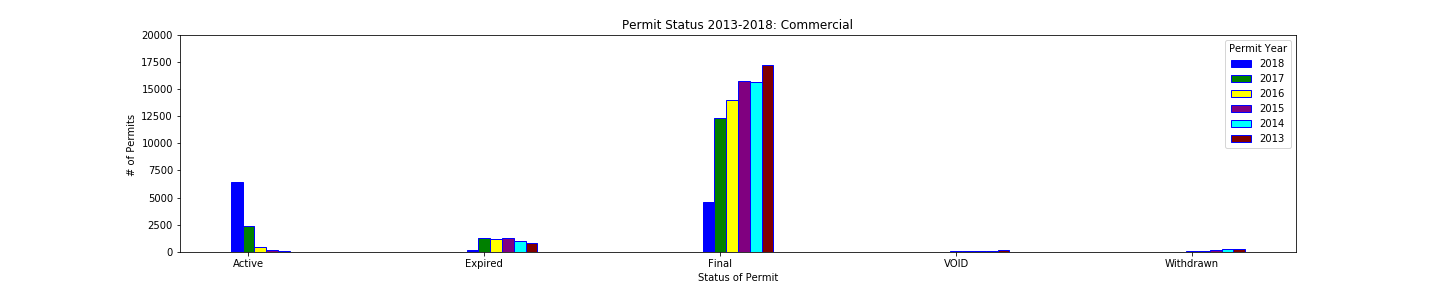 Permit Status 2013-2018: Commercial
20000
17500
15000
12500
10000
7500
5000
2500
0
# of Permits
Permit Year
2018
2017
2016
2015
2014
2013
Active
Expired
Final
VOID
Withdrawn
Status of Permit